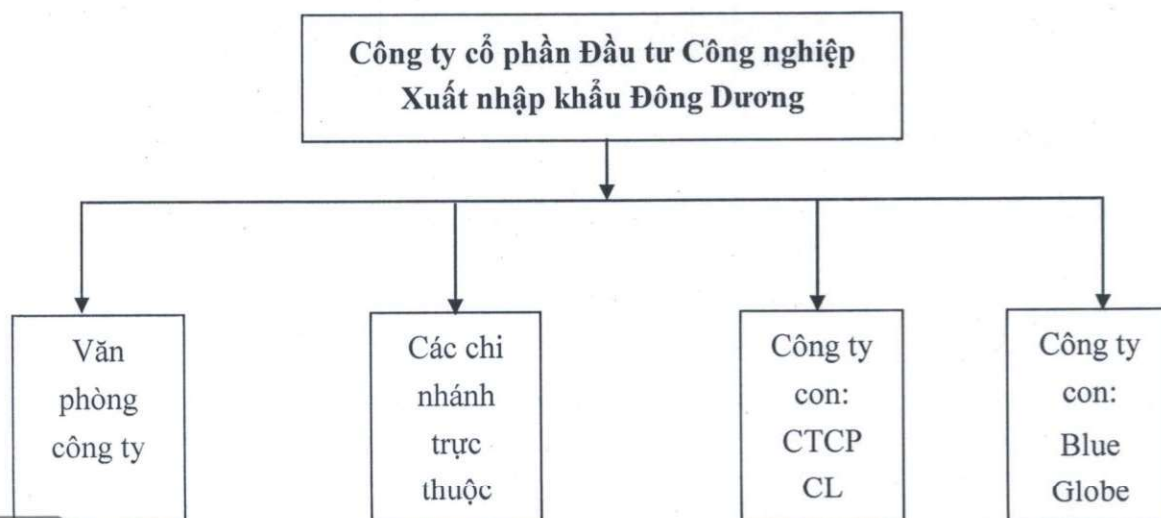 Công ty cổ phần Đầu tư Công nghiệp
Xuất nhập khẩu Đông Dương
Văn
phòng
công ty
Các chi
nhánh
trực
thuộc
Công ty
con:
CTCP
CL
Công ty
con:
Blue
Globe